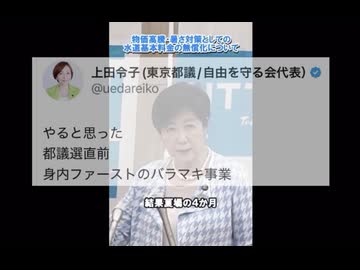 物価高騰・暑さ対策としての
水道基本料金の無償化について
上田令子(東京都議/自由を守る会代表)
@uedareiko
やると思った
都議選直前
身内ファーストのバラマキ事業
結果夏場の4か月